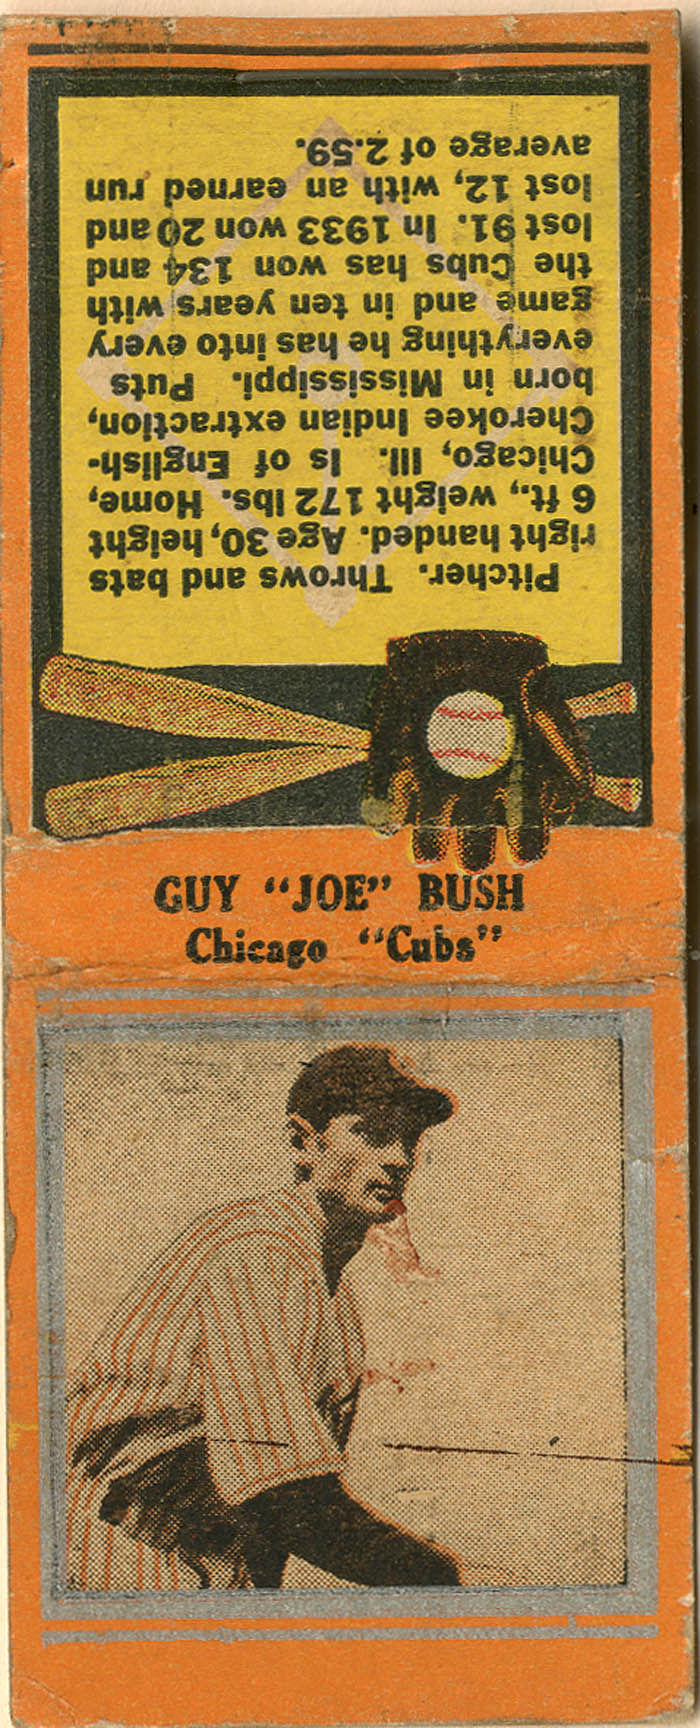 Pitcher. Throws and bats
right handed. Age 30, height
6 ft., weight 172 lbs. Home,
Chicago, Ill. Is of English-
Cherokee Indian extraction,
born in Mississippi. Puts
everything he has into every
game and in ten years with
the Cubs has won 134 and
lost 91. In 1933 won 20 and
lost 12, with an earned run
average of 2.59.
GUY “JOE” BUSH
Chicago “Cubs”